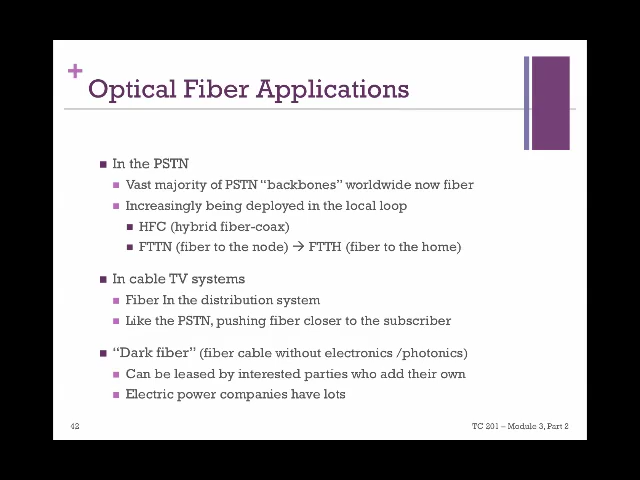 +
Optical Fiber Applications
In the PSTN
Vast majority of PSTN “backbones” worldwide now fiber
Increasingly being deployed in the local loop
HFC (hybrid fiber-coax)
FTTN (fiber to the node) → FTTH (fiber to the home)
In cable TV systems
Fiber In the distribution system
Like the PSTN, pushing fiber closer to the subscriber
“Dark fiber” (fiber cable without electronics /photonics)
Can be leased by interested parties who add their own
Electric power companies have lots
42
TC 201 – Module 3, Part 2